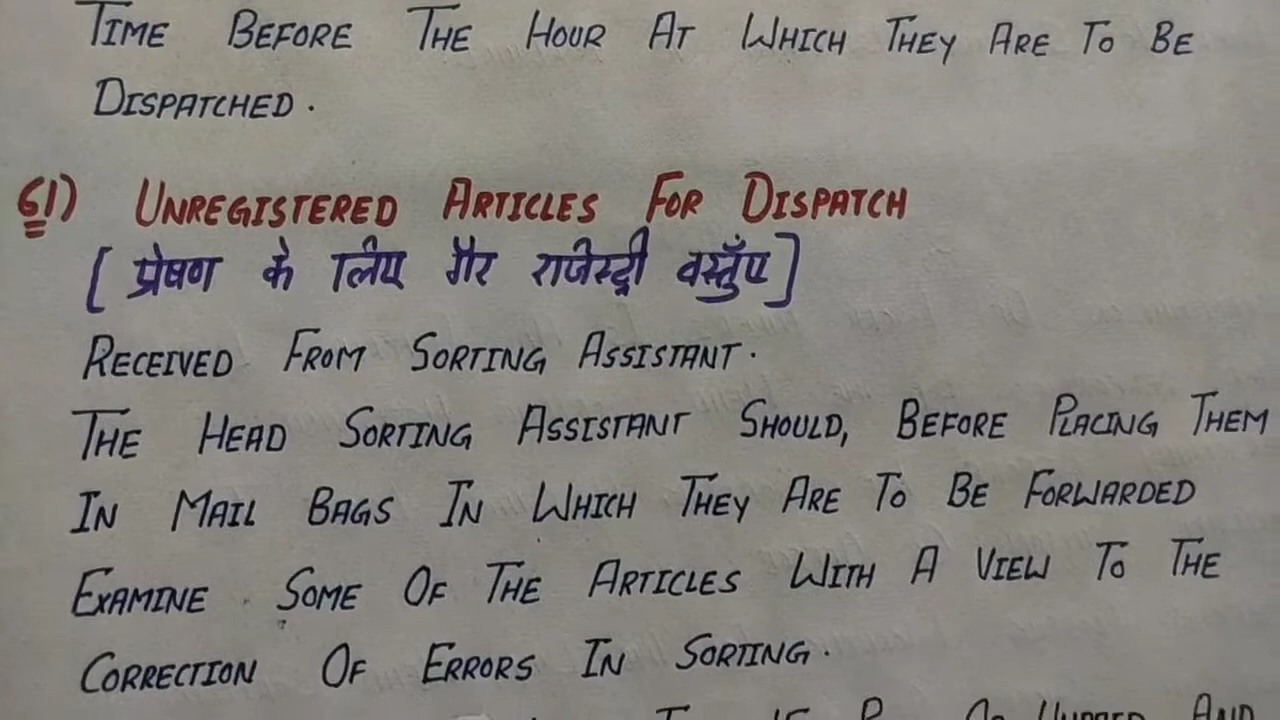 TIME BEFORE THE HOUR AT WHICH THEY ARE TO BE
DISPATCHED.
61) UNREGISTERED ARTICLES FOR DISPATCH
[प्रेषण के लिए गैर राजिस्ट्री वस्तुएँ]
RECEIVED FROM SORTING ASSISTANT.
THE HEAD SORTING ASSISTANT SHOULD, BEFORE PLACING THEM
IN MAIL BAGS IN WHICH THEY ARE TO BE FORWARDED
EXAMINE SOME OF THE ARTICLES WITH A VIEW TO THE
CORRECTION OF ERRORS IN SORTING.
AND